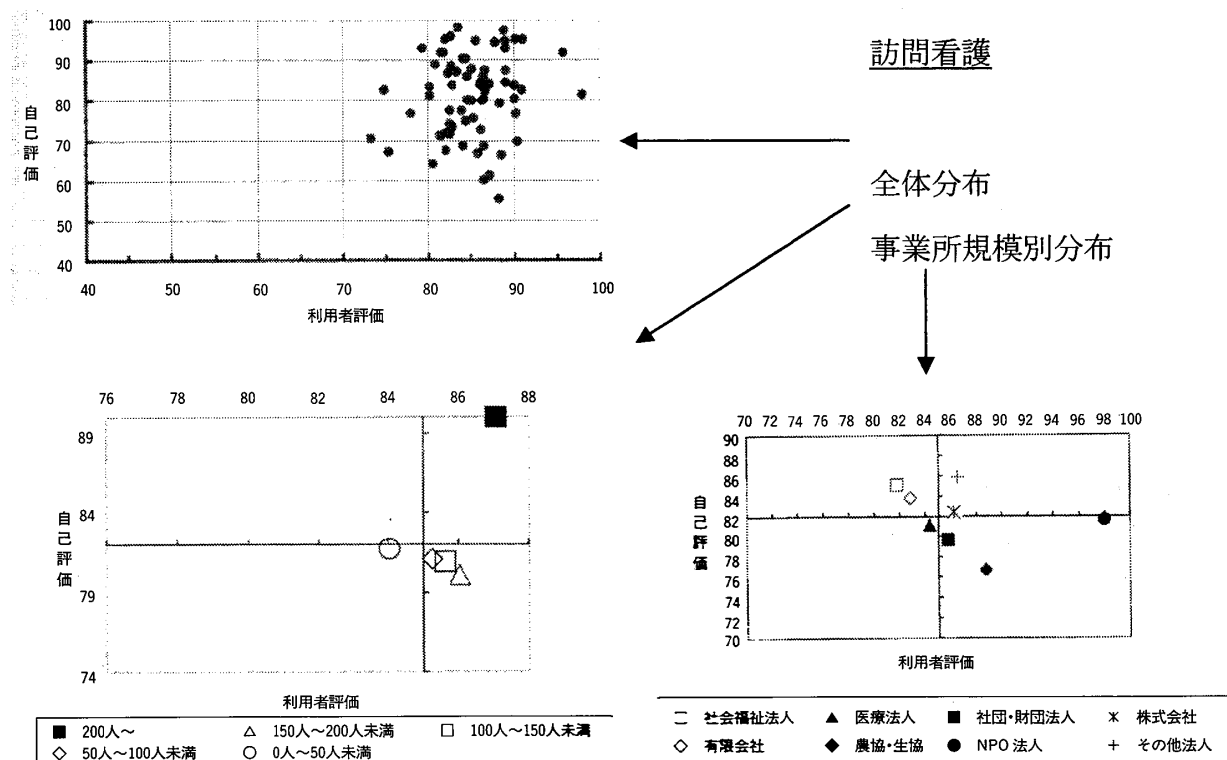 訪問看護
全体分布
事業所規模別分布
100
90
80
70
60
50
40
自己評価
40 50 60 70 80 90 100
利用者評価
76 78 80 82 84 86 88
89
84
79
74
自己評価
利用者評価
■ 200人～ △ 150人～200人未満 □ 100人～150人未満
◇ 50人～100人未満 ○ 0人～50人未満
70 72 74 76 78 80 82 84 86 88 90 92 94 96 98 100
90
88
86
84
82
80
78
76
74
72
70
自己評価
利用者評価
社会福祉法人 ▲ 医療法人 ■ 社団・財団法人 ✳ 株式会社
◇ 有限会社 ◆ 農協・生協 ● NPO 法人 ＋ その他法人